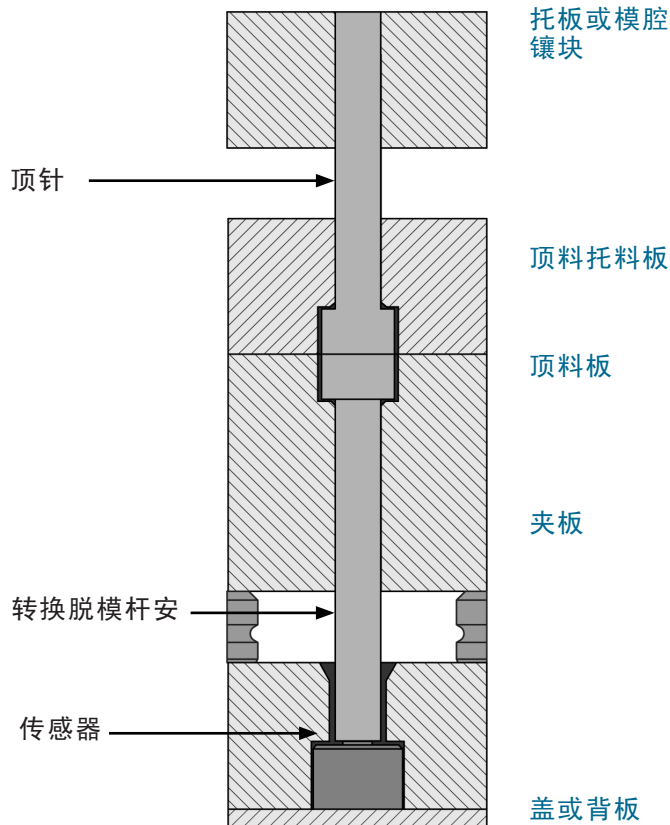 托板或模腔
镶块
顶针
顶料托料板
顶料板
夹板
转换脱模杆安
传感器
盖或背板